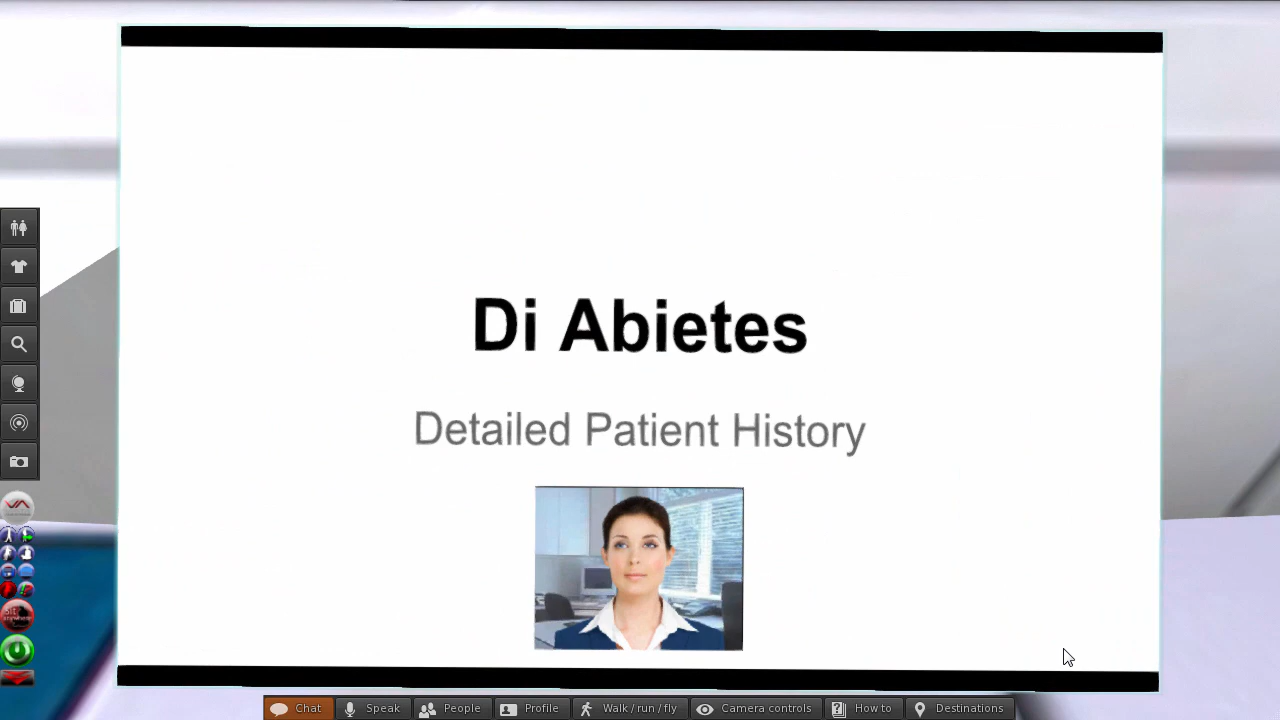 Di Abietes
Detailed Patient History
Chat
Speak
People
Profile
Walk / run / fly
Camera controls
How to
Destinations